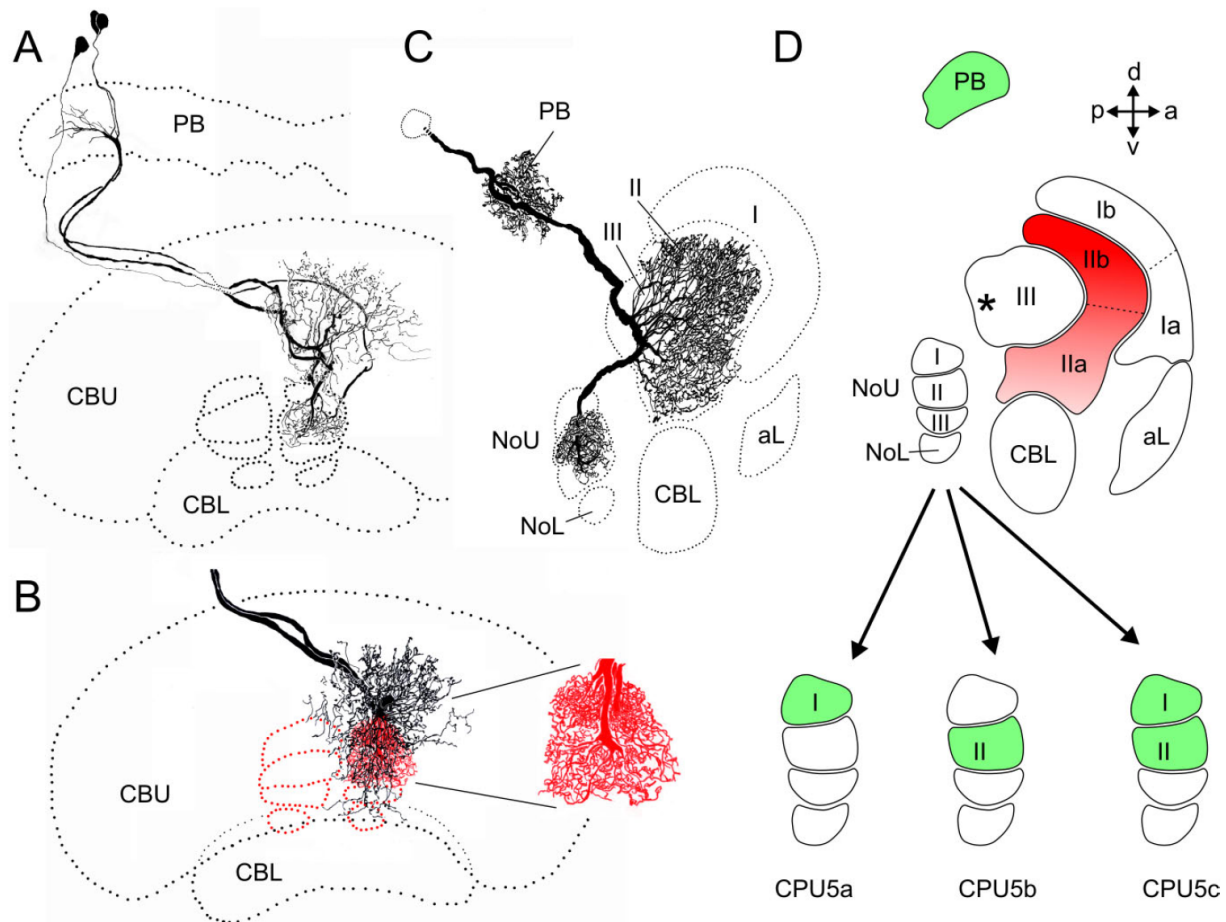 A
PB
CBU
CBL
B
CBU
CBL
C
PB
II
III
I
NoU
aL
CBL
NoL
D
PB
d
p a
v
Ib
IIb
III
*
Ia
IIa
I
NoU
II
III
NoL
CBL
aL
I
II
I
II
CPU5a
CPU5b
CPU5c